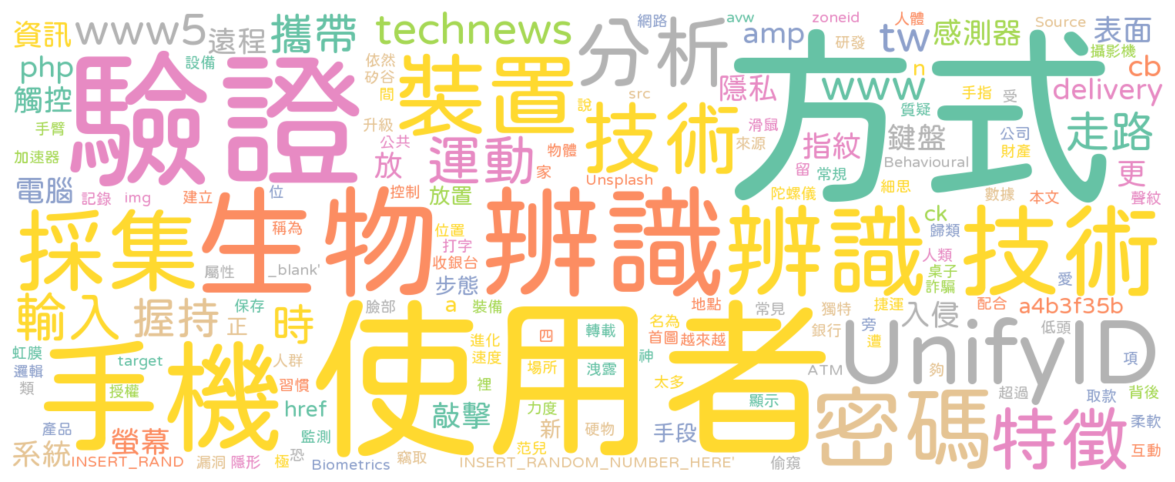 資訊 www5 遠程 攜帶 technews 網路 avw zoneid 人體 Source 表面
php 設備 依然 矽谷 裝置 分析 amp 研發 tw 感測器 攝影機 cb
觸控 驗證 間 src 隱私 www n 手指 受 delivery
手臂 升級 說 技術 滑鼠 來源 方式 質疑 鍵盤 公司 財產 走路
加速器 公共 放 運動 物體 家 指紋 留 常規 Behavioural 更
電腦 記錄 img 建立 位 控制 放置 Unsplash 陀螺儀 細思 數據 本文 聲紋
採集 生物 辨識 辨識 技術
稱為 位置 打字 收銀台 ck 歸類 人類 桌子 詐騙 愛
屬性 _blank' 步態
輸入 握持 正 保存 時 臉部 a 裝備 地點 常見 獨特 捷運 入侵 配合 a4b3f35b
虹膜 邏輯 類 target 人群 使用者 進化 速度 四 首圖 轉載 名為 越來越 銀行 旁 遭 低頭
手機 授權 習慣 裡 場所 洩露 神 太多 ATM UnifyID 夠 項
href 敲擊 力度 顯示 超過 取款 背後
產品 螢幕 監測 新 硬物 手段 密碼 特徵 柔軟
系統 INSERT_RAND 漏洞 隱形 極 恐 Biometrics 竊取 范兒 INSERT_RANDOM_NUMBER_HERE' 偷窺 互動